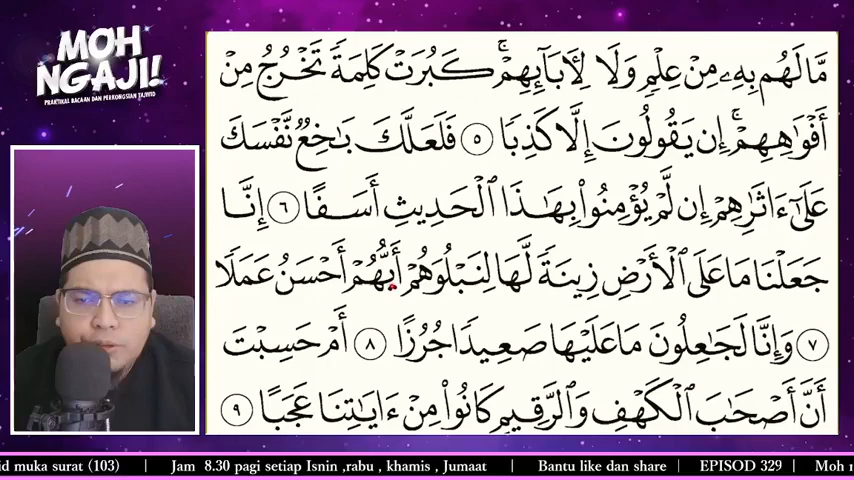 MOH
NGAJI!
PRAKTIKAL BACAAN DAN PERKONGSIAN TAJWID
مَّا لَهُم بِهِۦ مِنْ عِلْمٍ وَلَا لِأَبَآئِهِمْ ۚ كَبُرَتْ كَلِمَةً تَخْرُجُ مِنْ
أَفْوَٰهِهِمْ ۚ إِن يَقُولُونَ إِلَّا كَذِبًا ٥ فَلَعَلَّكَ بَٰخِعٌ نَّفْسَكَ
عَلَىٰٓ ءَاثَٰرِهِمْ إِن لَّمْ يُؤْمِنُوا۟ بِهَٰذَا ٱلْحَدِيثِ أَسَفًا ٦ إِنَّا
جَعَلْنَا مَا عَلَى ٱلْأَرْضِ زِينَةً لَّهَا لِنَبْلُوَهُمْ أَيُّهُمْ أَحْسَنُ عَمَلًا
٧ وَإِنَّا لَجَٰعِلُونَ مَا عَلَيْهَا صَعِيدًا جُرُزًا ٨ أَمْ حَسِبْتَ
أَنَّ أَصْحَٰبَ ٱلْكَهْفِ وَٱلرَّقِيمِ كَانُوا۟ مِنْ ءَايَٰتِنَا عَجَبًا ٩
id muka surat (103) | Jam 8.30 pagi setiap Isnin ,rabu , khamis , Jumaat | Bantu like dan share | EPISOD 329 | Moh